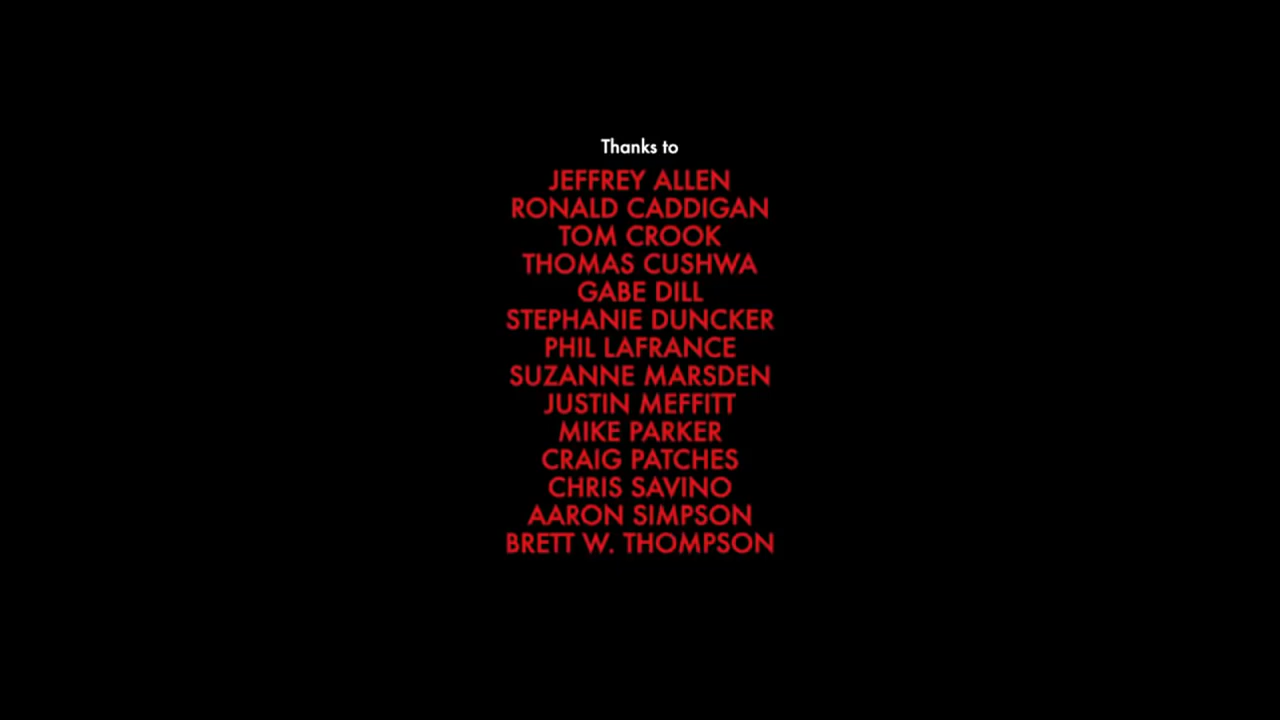 Thanks to
JEFFREY ALLEN
RONALD CADDIGAN
TOM CROOK
THOMAS CUSHWA
GABE DILL
STEPHANIE DUNCKER
PHIL LAFRANCE
SUZANNE MARSDEN
JUSTIN MEFFITT
MIKE PARKER
CRAIG PATCHES
CHRIS SAVINO
AARON SIMPSON
BRETT W. THOMPSON